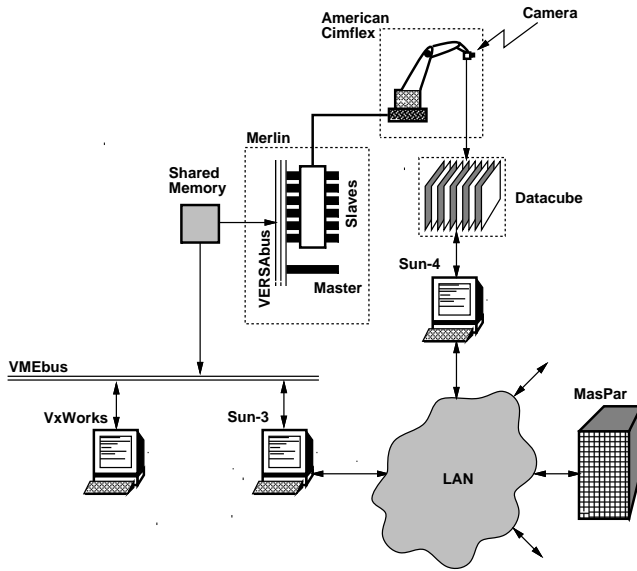 American
Cimflex
Camera
Merlin
Shared
Memory
VERSAbus
Slaves
Master
Datacube
Sun-4
VMEbus
VxWorks
Sun-3
LAN
MasPar